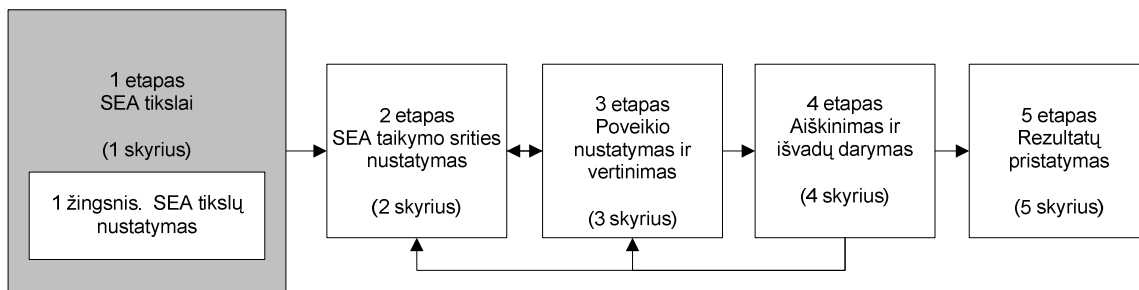 1 etapas
SEA tikslai
(1 skyrius)
1 žingsnis.  SEA tikslų
nustatymas
2 etapas
SEA taikymo srities
nustatymas
(2 skyrius)
3 etapas
Poveikio
nustatymas ir
vertinimas
(3 skyrius)
4 etapas
Aiškinimas ir
išvadų darymas
(4 skyrius)
5 etapas
Rezultatų
pristatymas
(5 skyrius)